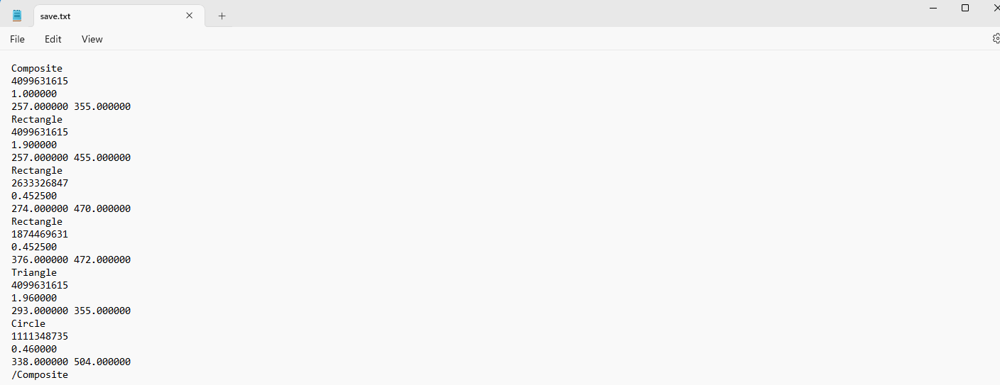 save.txt
File Edit View
Composite
4099631615
1.000000
257.000000 355.000000
Rectangle
4099631615
1.900000
257.000000 455.000000
Rectangle
2633326847
0.452500
274.000000 470.000000
Rectangle
1874469631
0.452500
376.000000 472.000000
Triangle
4099631615
1.960000
293.000000 355.000000
Circle
1111348735
0.460000
338.000000 504.000000
/Composite